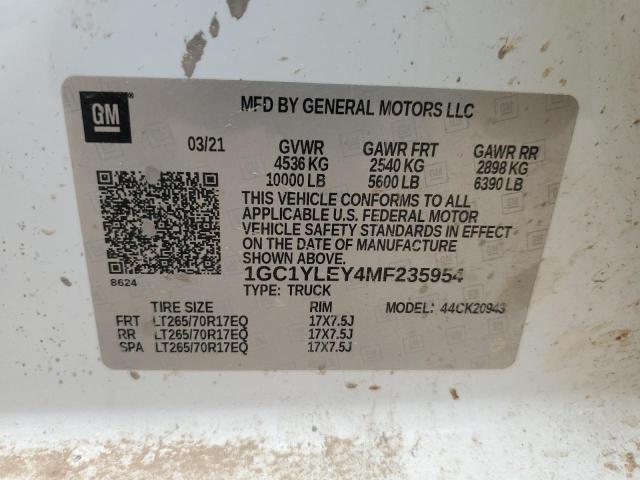 GM
MFD BY GENERAL MOTORS LLC
03/21 GVWR GAWR FRT GAWR RR
4536 KG 2540 KG 2898 KG
10000 LB 5600 LB 6390 LB
THIS VEHICLE CONFORMS TO ALL
APPLICABLE U.S. FEDERAL MOTOR
VEHICLE SAFETY STANDARDS IN EFFECT
ON THE DATE OF MANUFACTURE
SHOWN ABOVE.
8624
1GC1YLEY4MF235954
TYPE: TRUCK
TIRE SIZE RIM MODEL: 44CK20943
FRT LT265/70R17EQ 17X7.5J
RR LT265/70R17EQ 17X7.5J
SPA LT265/70R17EQ 17X7.5J